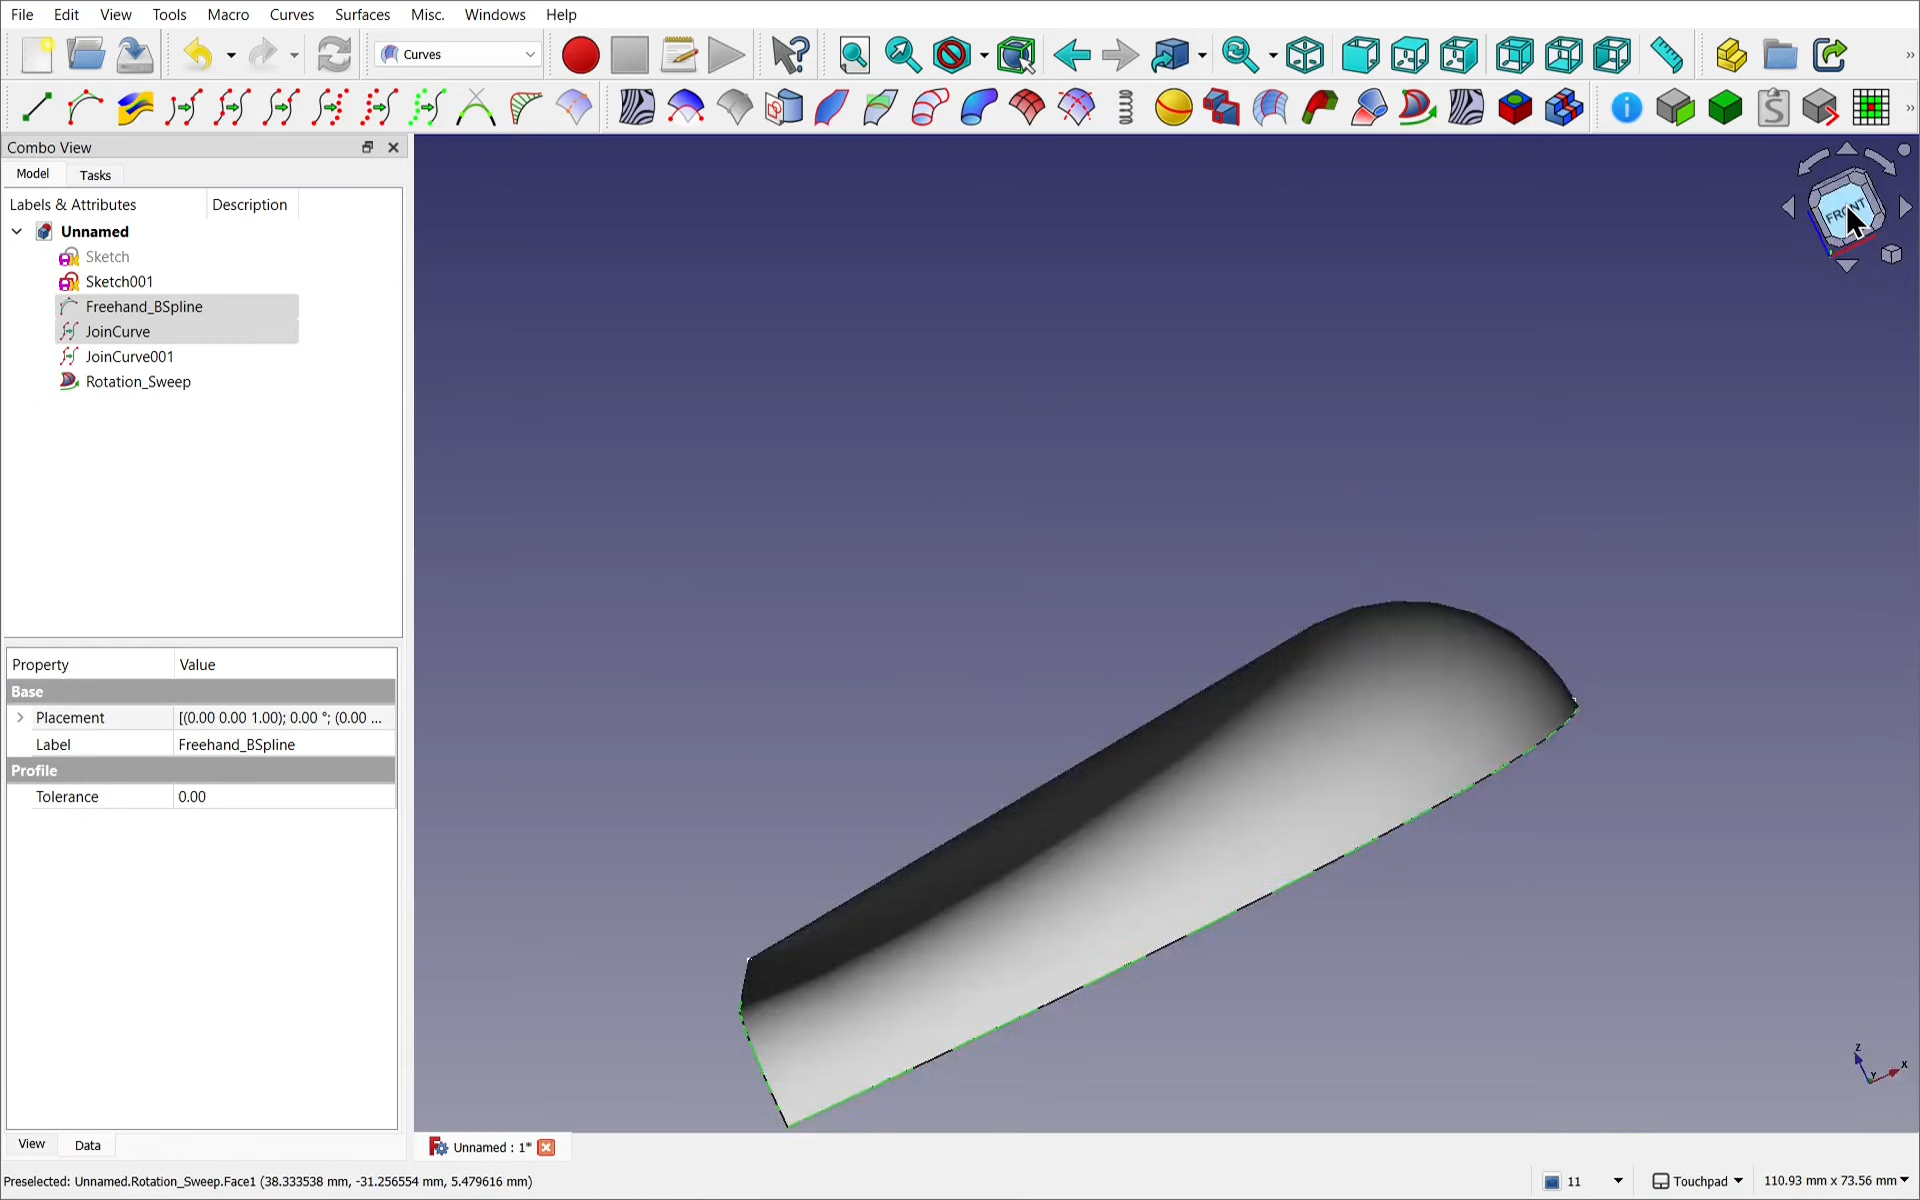 File Edit View Tools Macro Curves Surfaces Misc. Windows Help
Curves
Combo View
Model Tasks
Labels & Attributes Description
Unnamed
Sketch
Sketch001
Freehand_BSpline
JoinCurve
JoinCurve001
Rotation_Sweep
FRONT
Property Value
Base
Placement [(0.00 0.00 1.00); 0.00 °; (0.00 ...
Label Freehand_BSpline
Profile
Tolerance 0.00
Z
X
Y
View Data
Unnamed : 1*
Preselected: Unnamed.Rotation_Sweep.Face1 (38.333538 mm, -31.256554 mm, 5.479616 mm)
11 Touchpad 110.93 mm x 73.56 mm